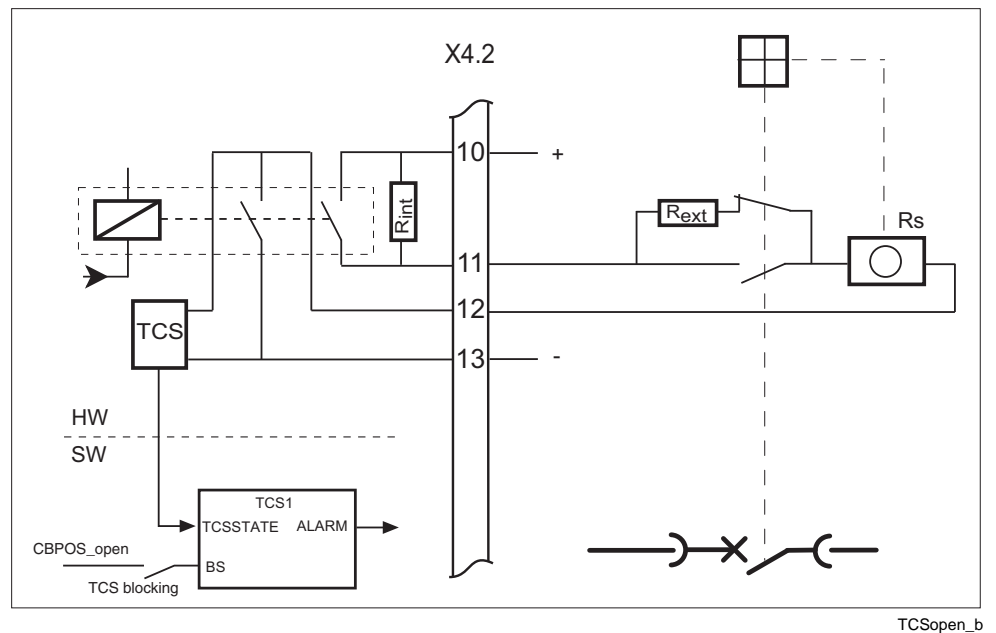 X4.2
10
+
Rint
Rext
Rs
11
12
TCS
13
-
HW
SW
TCS1
TCSSTATE ALARM
CBPOS_open
BS
TCS blocking
TCSopen_b